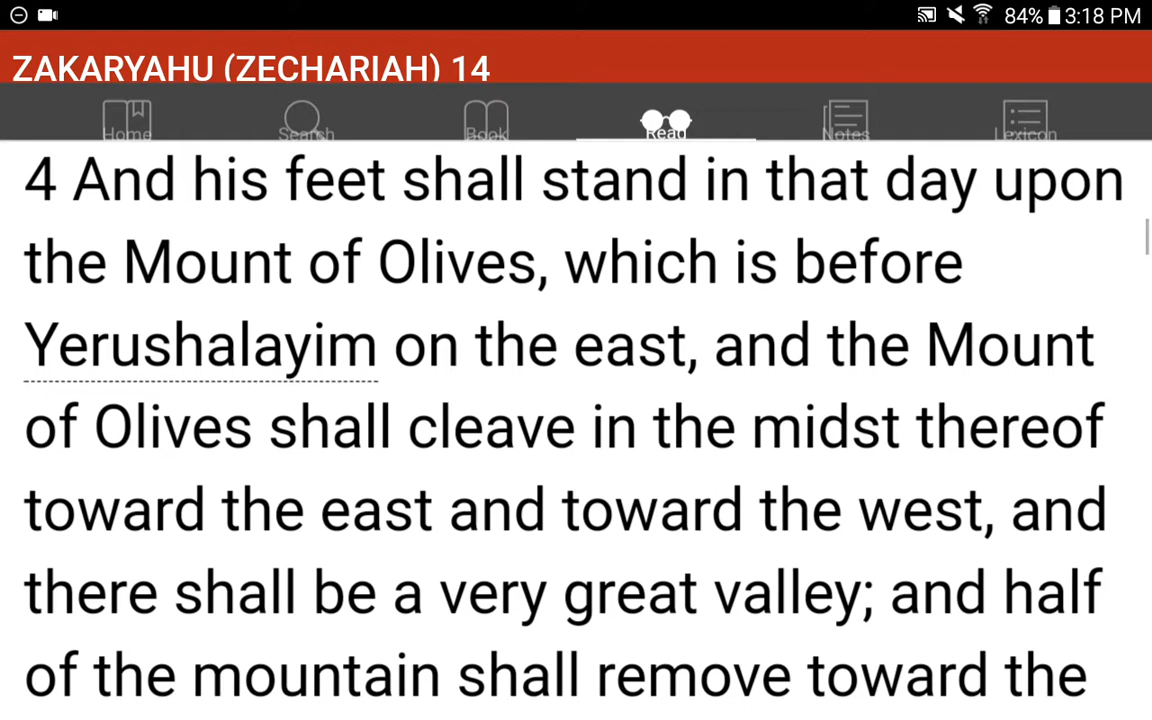 84% 3:18 PM
ZAKARYAHU (ZECHARIAH) 14
Home Search Book Read Notes Lexicon
4 And his feet shall stand in that day upon
the Mount of Olives, which is before
Yerushalayim on the east, and the Mount
of Olives shall cleave in the midst thereof
toward the east and toward the west, and
there shall be a very great valley; and half
of the mountain shall remove toward the